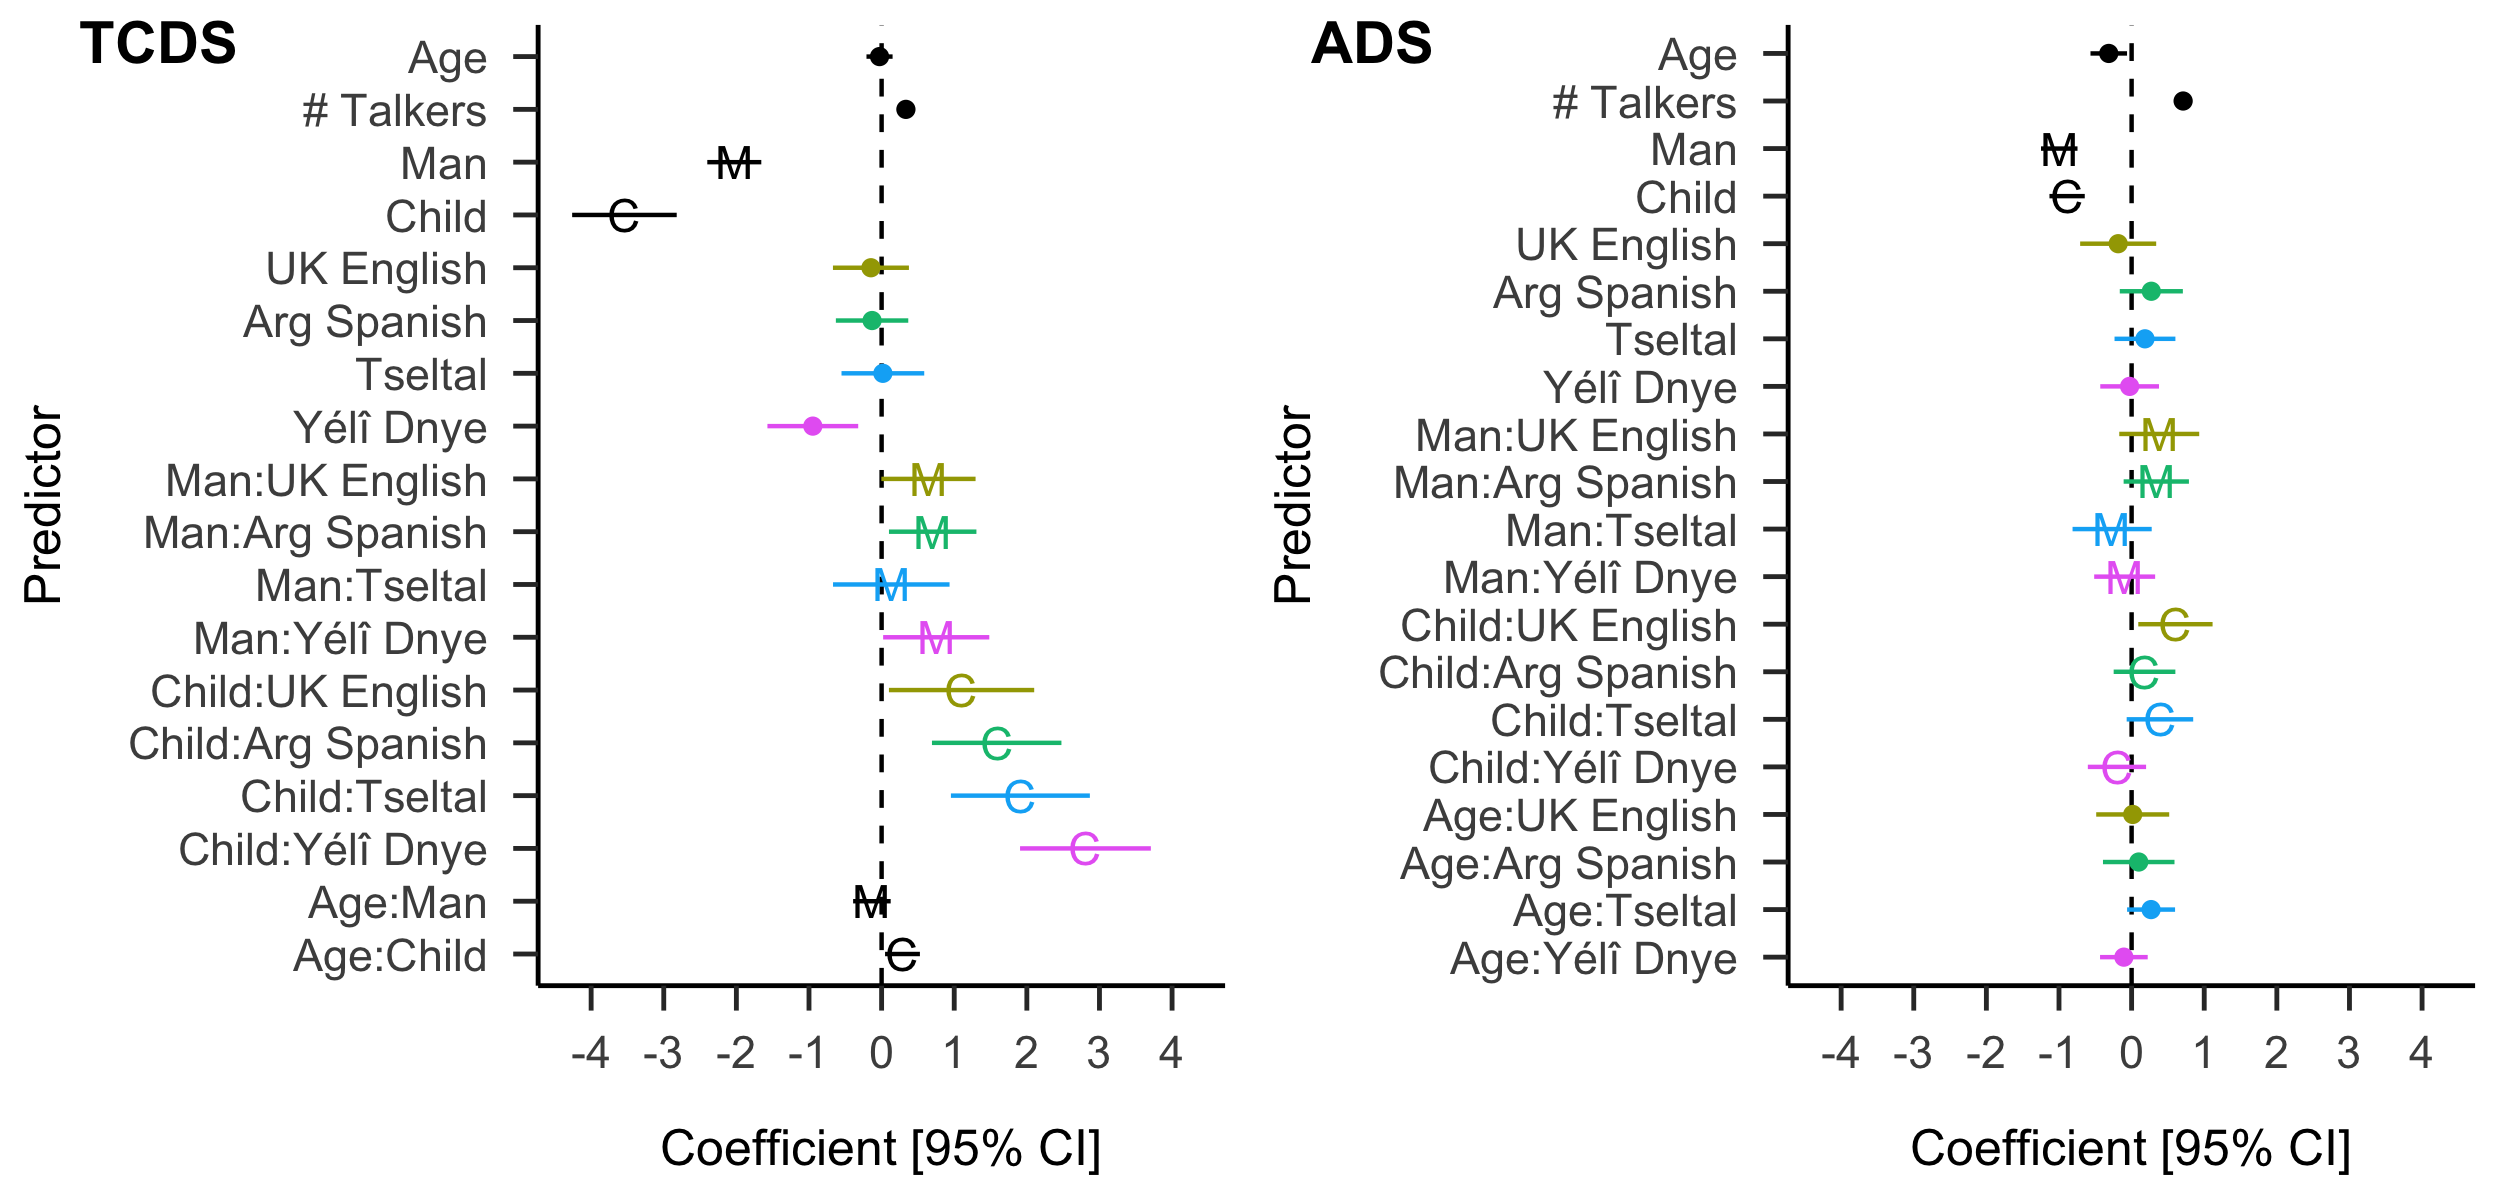 TCDS
Predictor
Age
# Talkers
Man
M
Child
C
UK English
Arg Spanish
Tseltal
Yélî Dnye
Man:UK English
M
Man:Arg Spanish
M
Man:Tseltal
M
Man:Yélî Dnye
M
Child:UK English
C
Child:Arg Spanish
C
Child:Tseltal
C
Child:Yélî Dnye
C
Age:Man
M
Age:Child
C
-4 -3 -2 -1 0 1 2 3 4
Coefficient [95% CI]
ADS
Predictor
Age
# Talkers
Man
M
Child
C
UK English
Arg Spanish
Tseltal
Yélî Dnye
Man:UK English
M
Man:Arg Spanish
M
Man:Tseltal
M
Man:Yélî Dnye
M
Child:UK English
C
Child:Arg Spanish
C
Child:Tseltal
C
Child:Yélî Dnye
C
Age:UK English
Age:Arg Spanish
Age:Tseltal
Age:Yélî Dnye
-4 -3 -2 -1 0 1 2 3 4
Coefficient [95% CI]